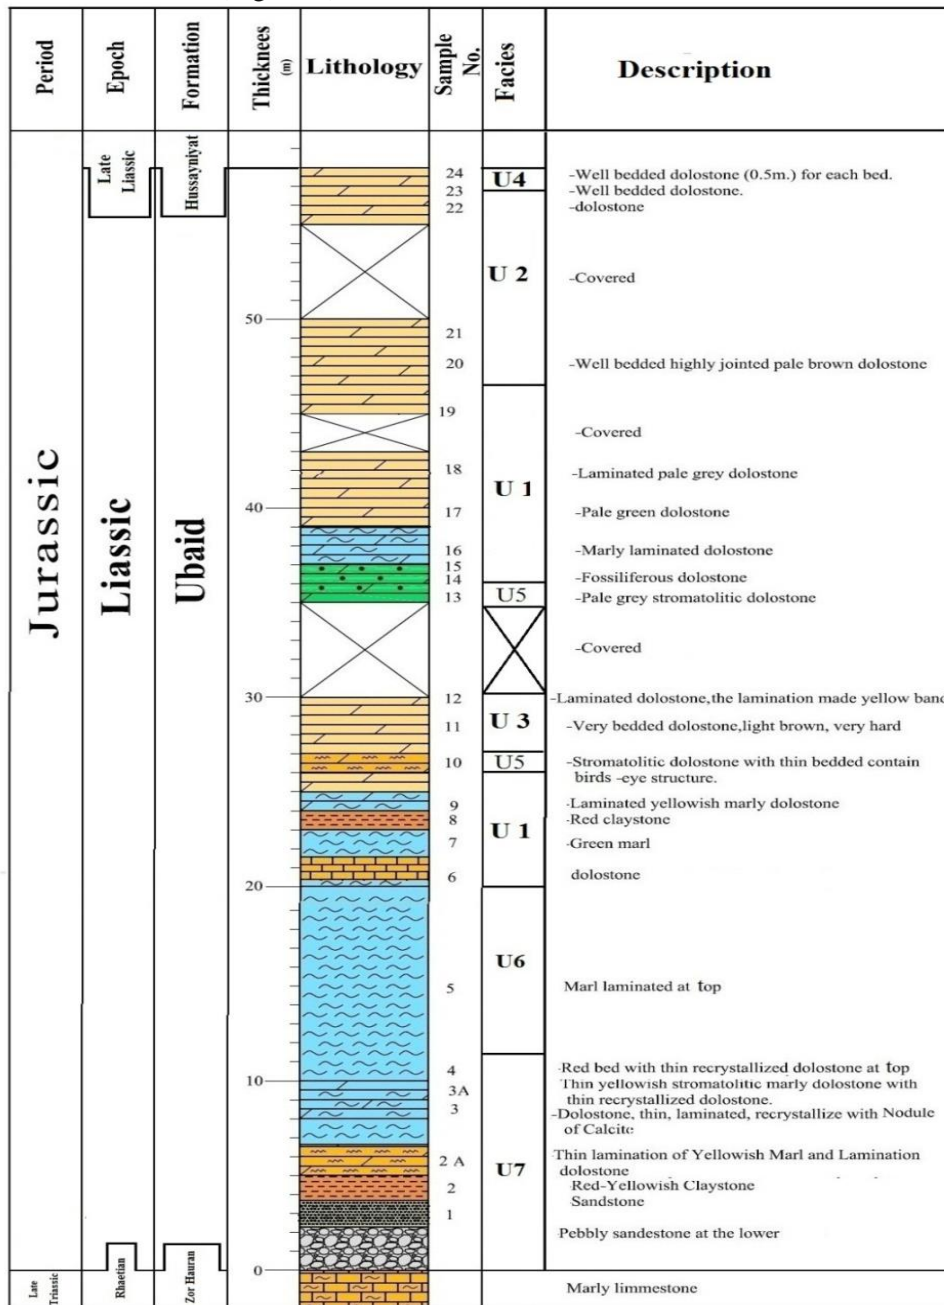 Period
Epoch
Formation
Thicknees
(m)
Lithology
Sample
No.
Facies
Description
Late
Liassic
Hussayniyat
24
U4
-Well bedded dolostone (0.5m.) for each bed.
23
-Well bedded dolostone.
22
-dolostone
U 2
-Covered
50
21
20
-Well bedded highly jointed pale brown dolostone
19
-Covered
18
-Laminated pale grey dolostone
U 1
40
17
-Pale green dolostone
16
-Marly laminated dolostone
15
14
-Fossiliferous dolostone
13
U5
-Pale grey stromatolitic dolostone
Jurassic
Liassic
Ubaid
-Covered
30
12
-Laminated dolostone,the lamination made yellow band
11
U 3
-Very bedded dolostone,light brown, very hard
10
U5
-Stromatolitic dolostone with thin bedded contain
birds -eye structure.
9
-Laminated yellowish marly dolostone
8
-Red claystone
U 1
7
-Green marl
6
dolostone
20
U6
5
Marl laminated at top
4
-Red bed with thin recrystallized dolostone at top
10
3A
Thin yellowish stromatolitic marly dolostone with
thin recrystallized dolostone.
3
-Dolostone, thin, laminated, recrystallize with Nodule
of Calcite
2 A
U7
-Thin lamination of Yellowish Marl and Lamination
dolostone
2
-Red-Yellowish Claystone
Sandstone
1
Pebbly sandestone at the lower
0
Late
Triassic
Rhaetian
Zor Hauran
Marly limmestone